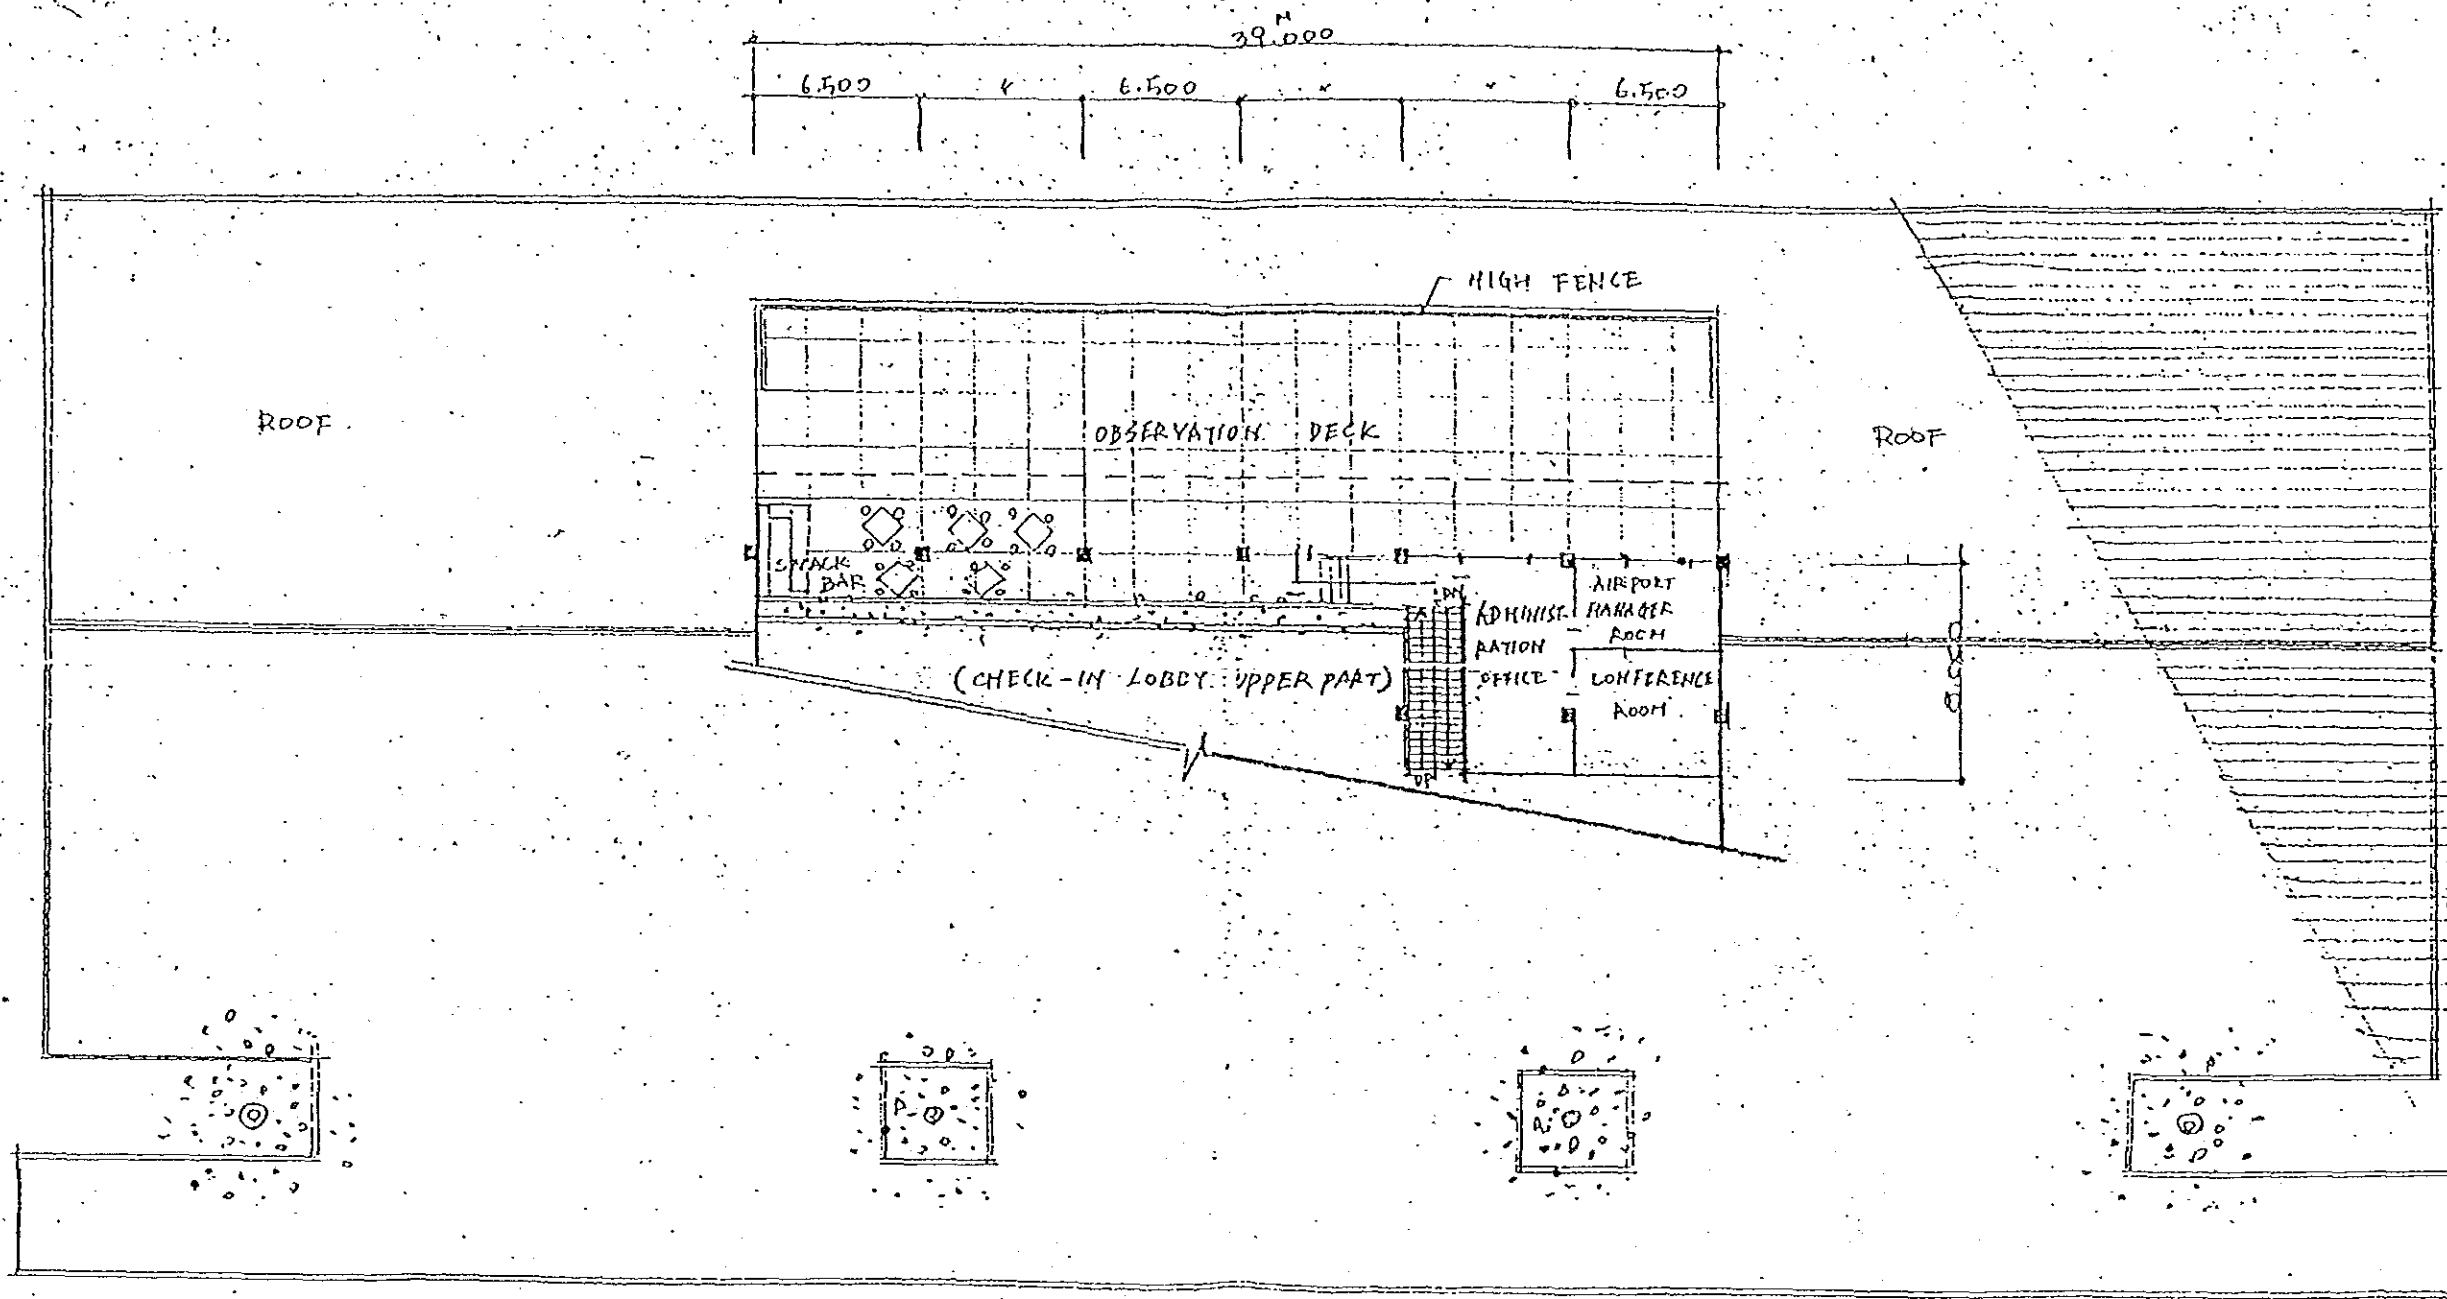 39.000 M
6.500 〃 6.500 〃 〃 6.500
HIGH FENCE
ROOF
OBSERVATION DECK
ROOF
SNACK
BAR
DN
ADMINIST
RATION
OFFICE
AIRPORT
MANAGER
ROOM
(CHECK-IN LOBBY UPPER PART)
CONFERENCE
ROOM